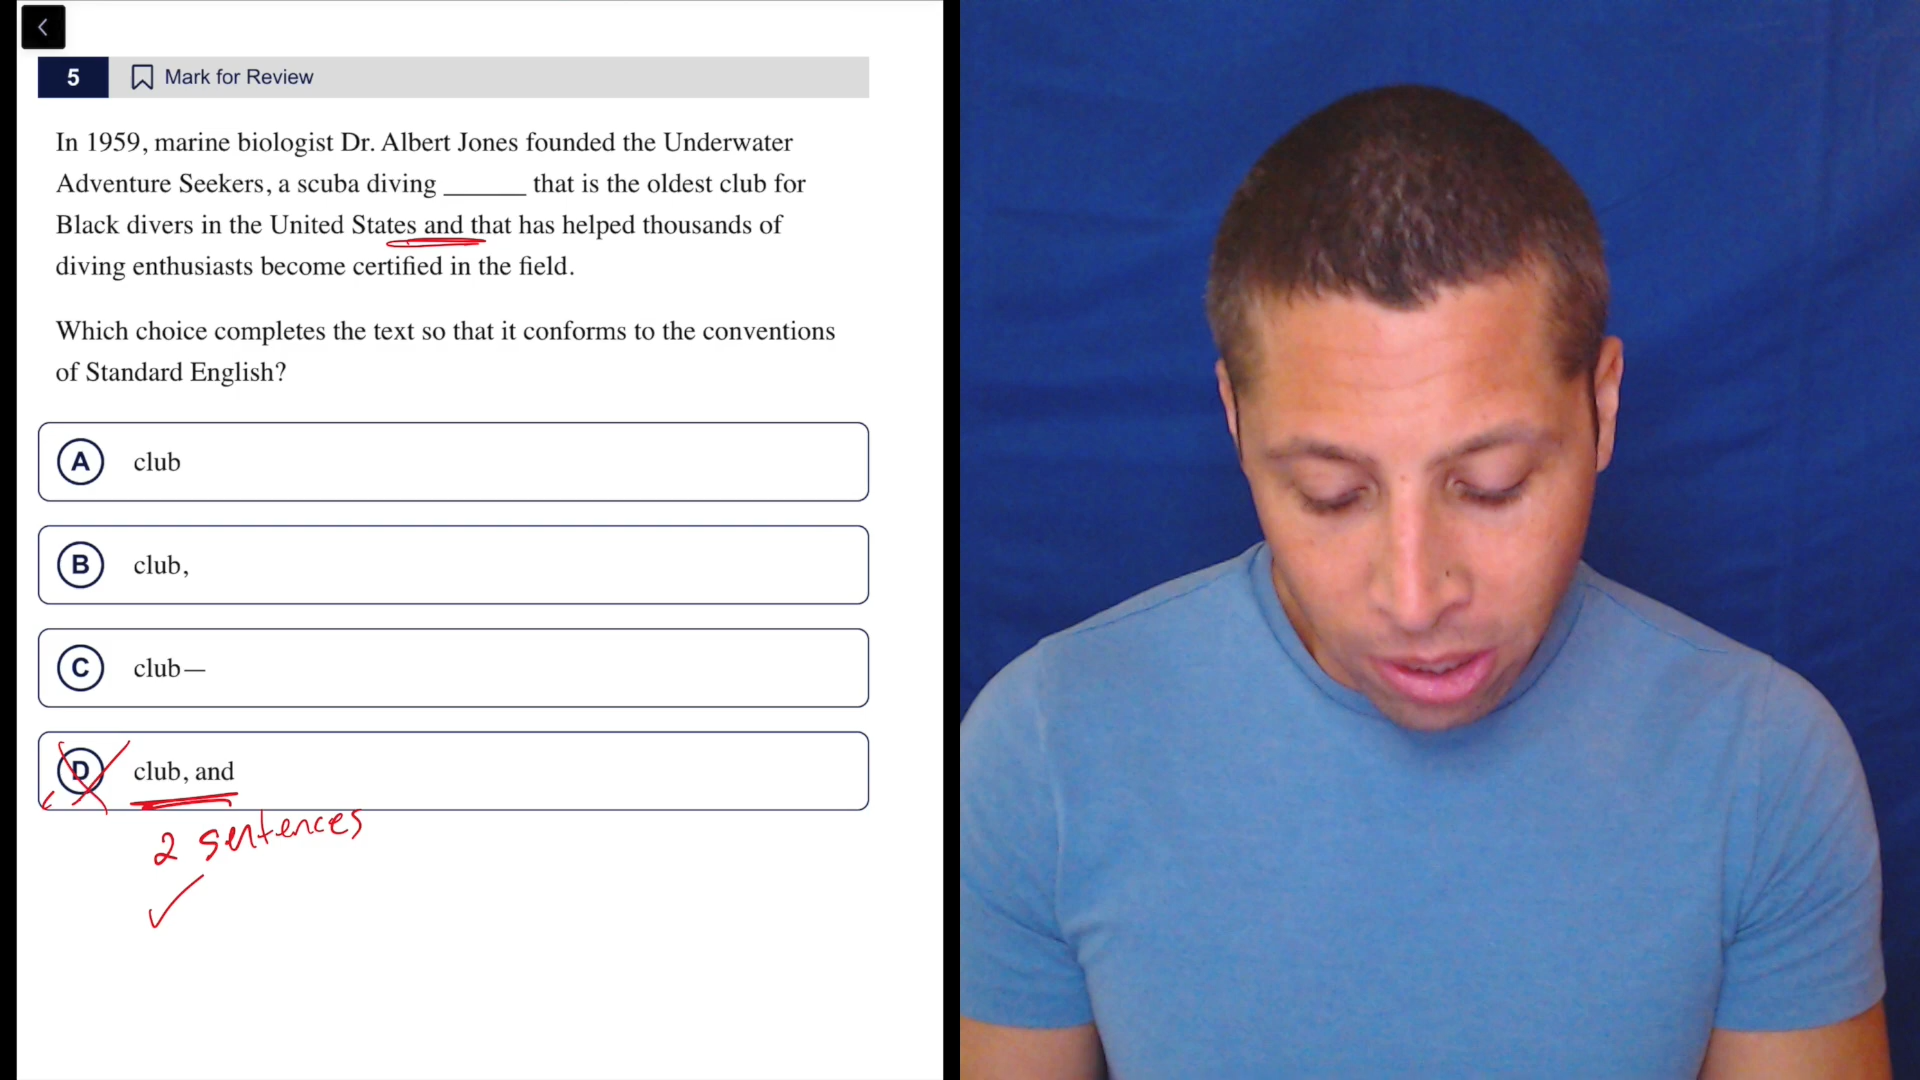 5 Mark for Review
In 1959, marine biologist Dr. Albert Jones founded the Underwater
Adventure Seekers, a scuba diving ______ that is the oldest club for
Black divers in the United States and that has helped thousands of
diving enthusiasts become certified in the field.
Which choice completes the text so that it conforms to the conventions
of Standard English?
A club
B club,
C club—
D club, and
2 sentences